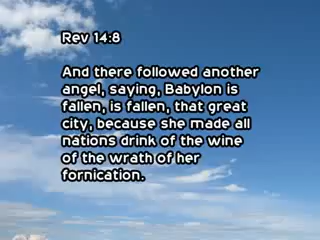 Rev 14:8
And there followed another
angel, saying, Babylon is
fallen, is fallen, that great
city, because she made all
nations drink of the wine
of the wrath of her
fornication.